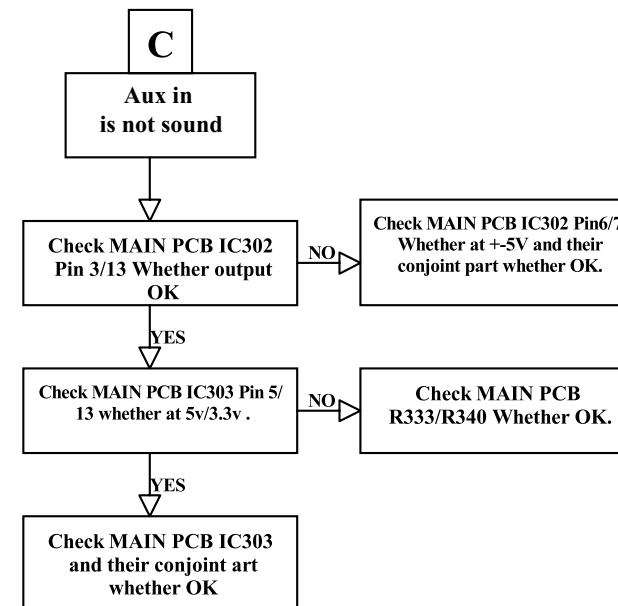 C
Aux in
is not sound
Check MAIN PCB IC302
Pin 3/13 Whether output
OK
NO
Check MAIN PCB IC302 Pin6/7
Whether at +-5V and their
conjoint part whether OK.
YES
Check MAIN PCB IC303 Pin 5/
13 whether at 5v/3.3v .
NO
Check MAIN PCB
R333/R340 Whether OK.
YES
Check MAIN PCB IC303
and their conjoint art
whether OK